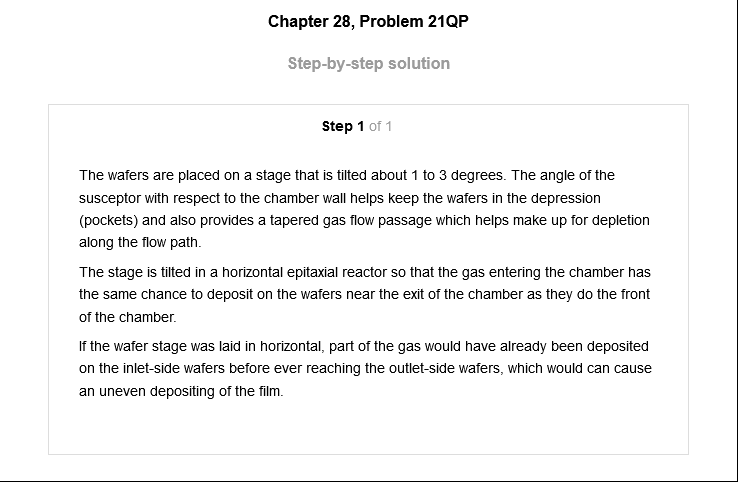 Chapter 28, Problem 21QP
Step-by-step solution
Step 1 of 1
The wafers are placed on a stage that is tilted about 1 to 3 degrees. The angle of the
susceptor with respect to the chamber wall helps keep the wafers in the depression
(pockets) and also provides a tapered gas flow passage which helps make up for depletion
along the flow path.
The stage is tilted in a horizontal epitaxial reactor so that the gas entering the chamber has
the same chance to deposit on the wafers near the exit of the chamber as they do the front
of the chamber.
If the wafer stage was laid in horizontal, part of the gas would have already been deposited
on the inlet-side wafers before ever reaching the outlet-side wafers, which would can cause
an uneven depositing of the film.